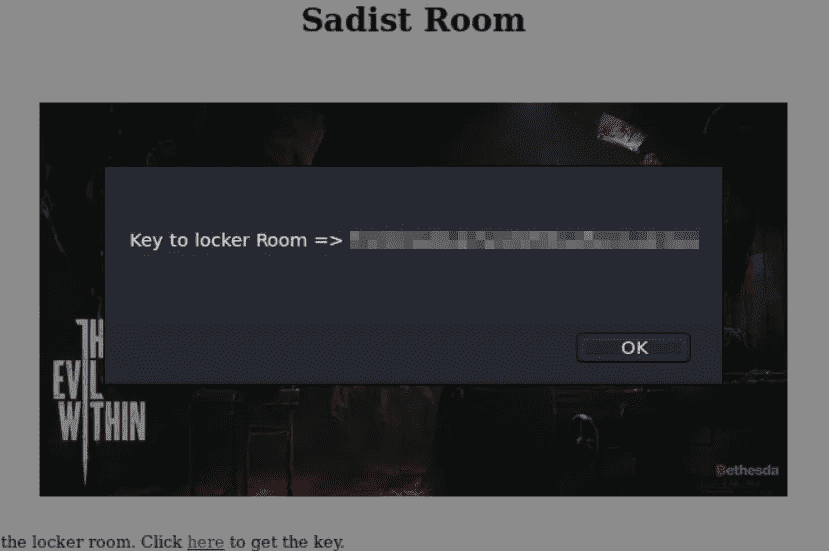 Sadist Room
Key to locker Room =>
OK
THE
EVIL
WITHIN
Bethesda
the locker room. Click here to get the key.